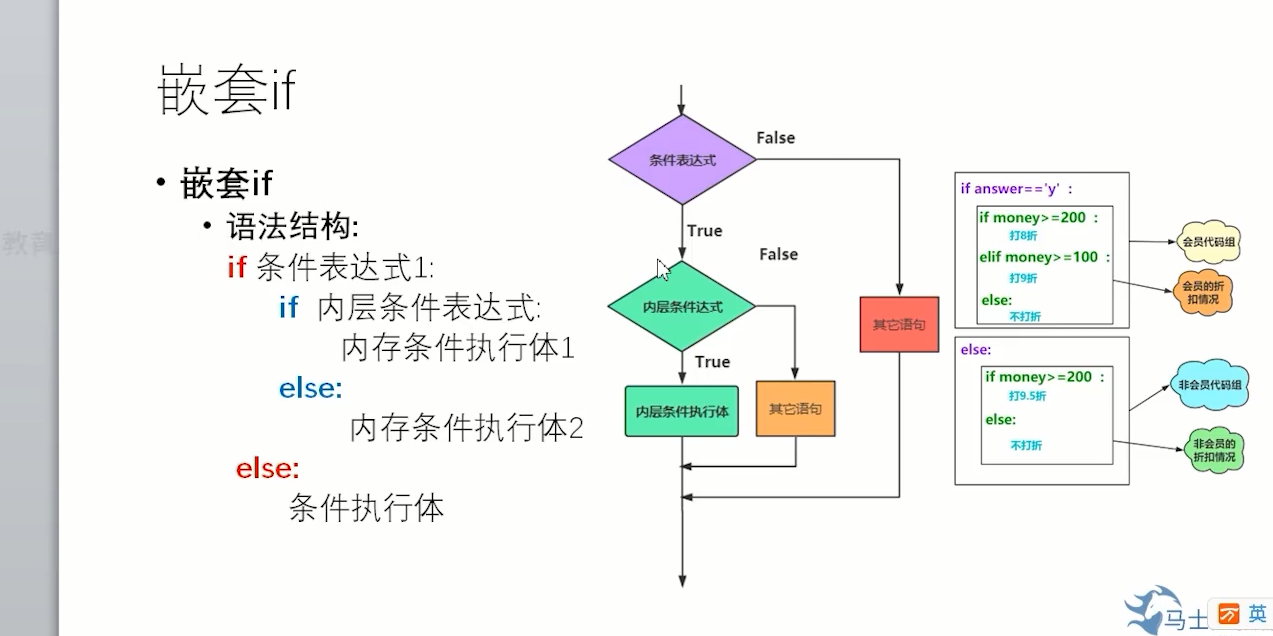 嵌套if
• 嵌套if
• 语法结构:
if 条件表达式1:
if 内层条件表达式:
内存条件执行体1
else:
内存条件执行体2
else:
条件执行体
条件表达式
False
True
内层条件达式
False
True
内层条件执行体
其它语句
其它语句
if answer=='y' :
if money>=200 :
打8折
elif money>=100 :
打9折
else:
不打折
会员代码组
会员的折
扣情况
else:
if money>=200 :
打9.5折
else:
不打折
非会员代码组
非会员的
折扣情况
教育
马士
英